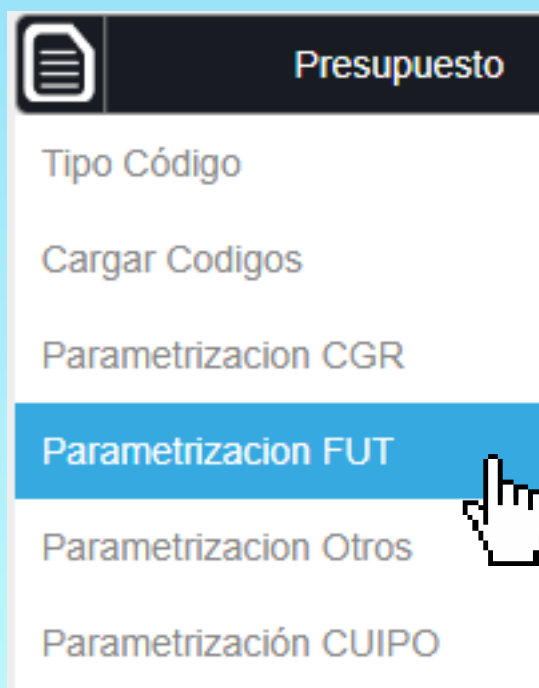 Presupuesto
Tipo Código
Cargar Codigos
Parametrizacion CGR
Parametrizacion FUT
Parametrizacion Otros
Parametrización CUIPO